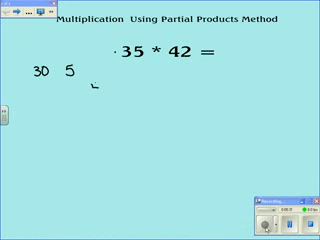 Multiplication Using Partial Products Method
35 * 42 =
30 5